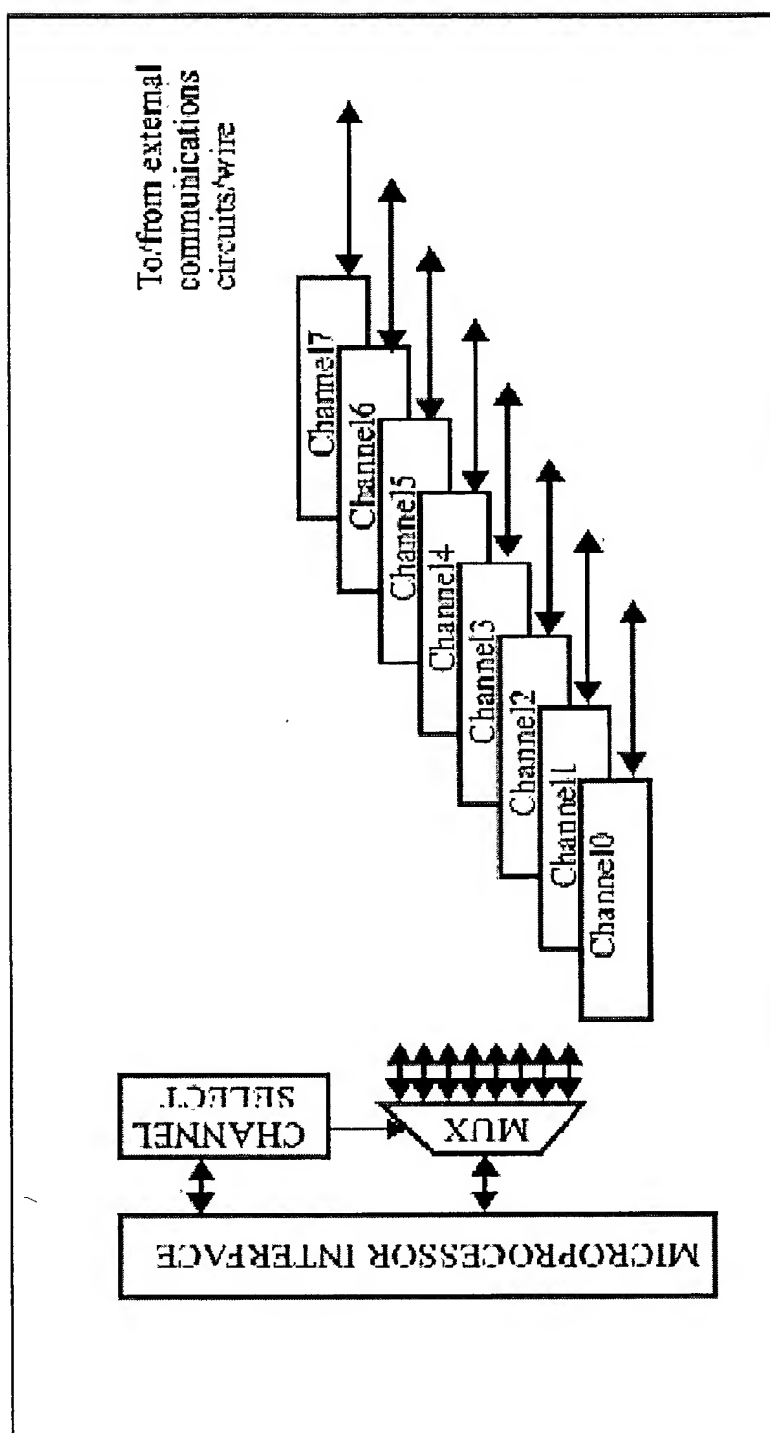 To/from external
communications
circuits/wire
Channel7
Channel6
Channel5
Channel4
Channel3
Channel2
Channel1
Channel0
CHANNEL
SELECT
MUX
MICROPROCESSOR INTERFACE